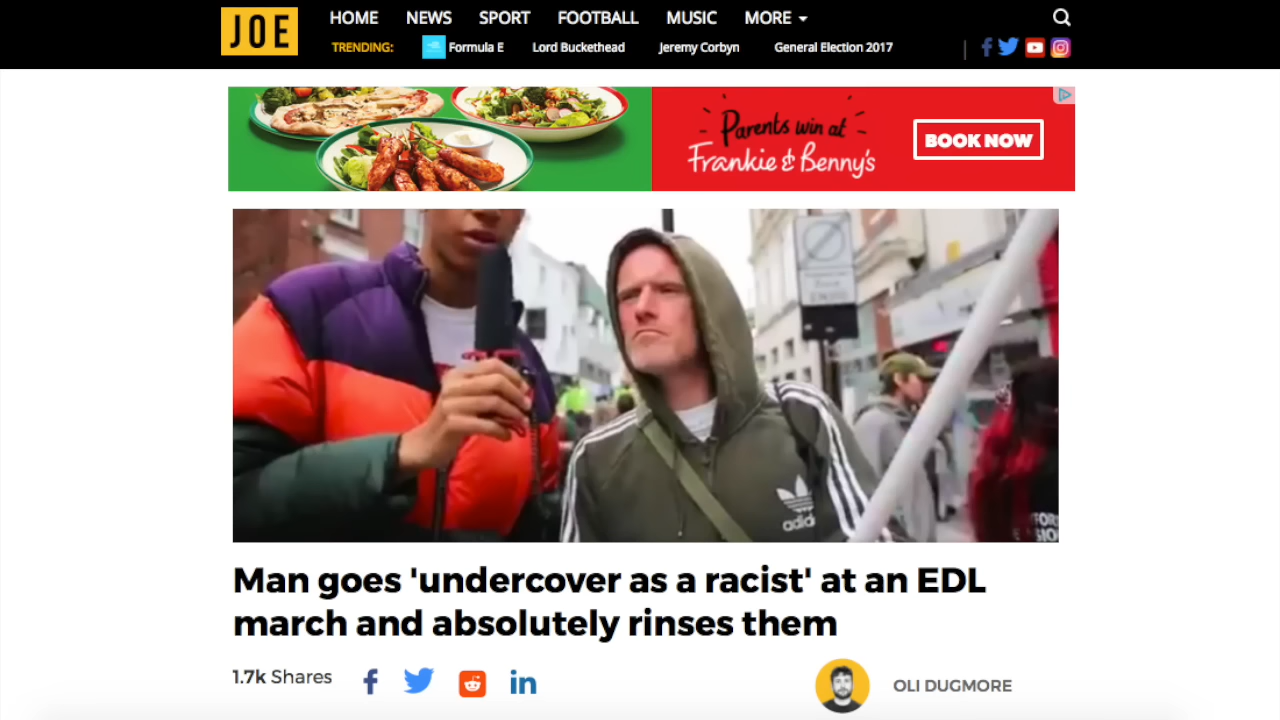 JOE
HOME NEWS SPORT FOOTBALL MUSIC MORE
TRENDING: Formula E Lord Buckethead Jeremy Corbyn General Election 2017
Parents win at
Frankie & Benny's
BOOK NOW
adidas
Man goes 'undercover as a racist' at an EDL
march and absolutely rinses them
1.7k Shares
OLI DUGMORE